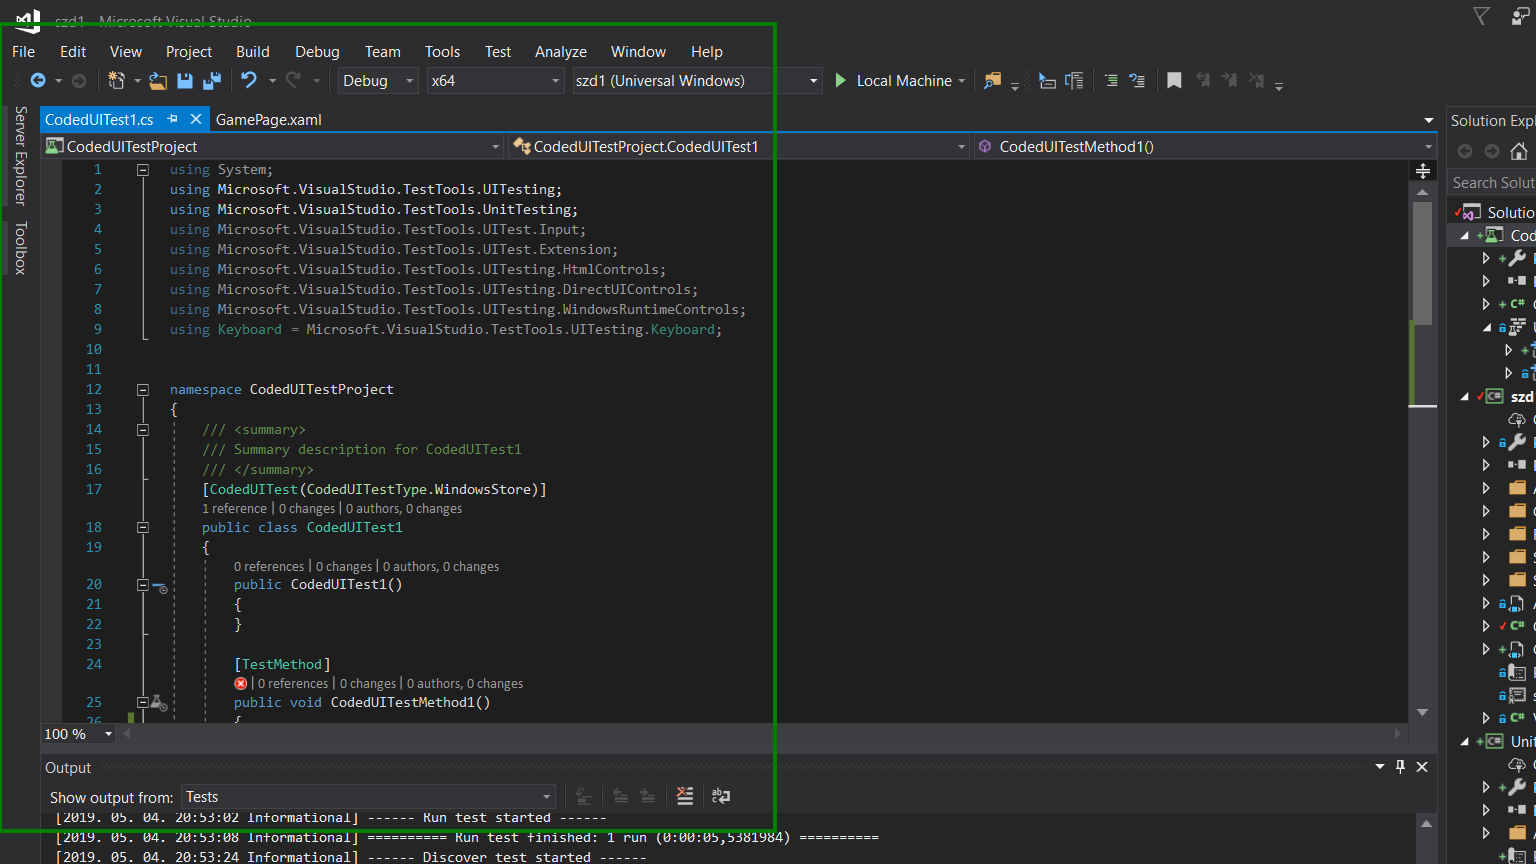 szd1 - Microsoft Visual Studio
File Edit View Project Build Debug Team Tools Test Analyze Window Help
Debug x64 szd1 (Universal Windows) Local Machine
Server Explorer
Toolbox
CodedUITest1.cs GamePage.xaml
CodedUITestProject CodedUITestProject.CodedUITest1 CodedUITestMethod1()
1 using System;
2 using Microsoft.VisualStudio.TestTools.UITesting;
3 using Microsoft.VisualStudio.TestTools.UnitTesting;
4 using Microsoft.VisualStudio.TestTools.UITest.Input;
5 using Microsoft.VisualStudio.TestTools.UITest.Extension;
6 using Microsoft.VisualStudio.TestTools.UITesting.HtmlControls;
7 using Microsoft.VisualStudio.TestTools.UITesting.DirectUIControls;
8 using Microsoft.VisualStudio.TestTools.UITesting.WindowsRuntimeControls;
9 using Keyboard = Microsoft.VisualStudio.TestTools.UITesting.Keyboard;
10
11
12 namespace CodedUITestProject
13 {
14 /// <summary>
15 /// Summary description for CodedUITest1
16 /// </summary>
17 [CodedUITest(CodedUITestType.WindowsStore)]
1 reference | 0 changes | 0 authors, 0 changes
18 public class CodedUITest1
19 {
0 references | 0 changes | 0 authors, 0 changes
20 public CodedUITest1()
21 {
22 }
23
24 [TestMethod]
| 0 references | 0 changes | 0 authors, 0 changes
25 public void CodedUITestMethod1()
26 {
100 %
Output
Show output from: Tests
[2019. 05. 04. 20:53:02 Informational] ------ Run test started ------
[2019. 05. 04. 20:53:08 Informational] ========== Run test finished: 1 run (0:00:05,5381984) ==========
[2019. 05. 04. 20:53:24 Informational] ------ Discover test started ------
Solution Expl
Search Solut
Solutio
Cod
szd
Unit